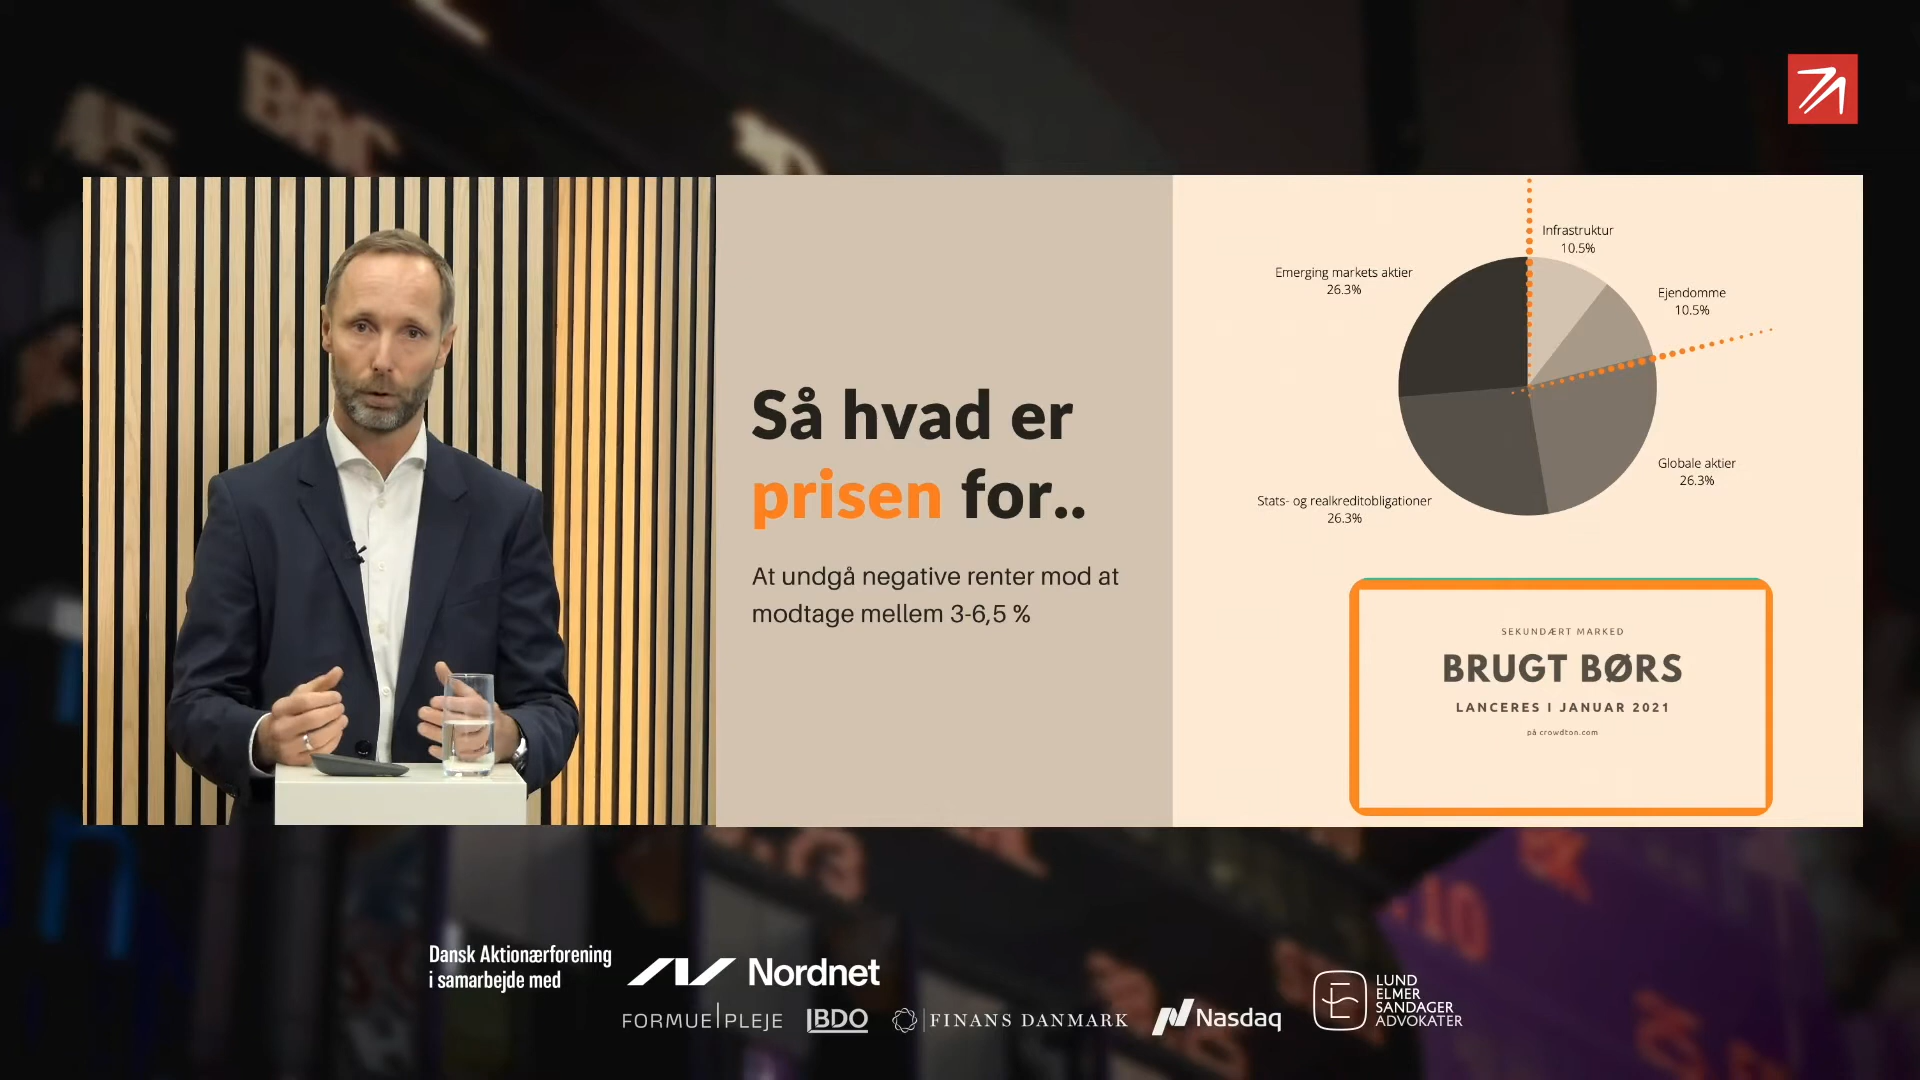 Så hvad er
prisen for..
At undgå negative renter mod at
modtage mellem 3-6,5 %
Infrastruktur
10.5%
Emerging markets aktier
26.3%
Ejendomme
10.5%
Globale aktier
26.3%
Stats- og realkreditobligationer
26.3%
SEKUNDÆRT MARKED
BRUGT BØRS
LANCERES I JANUAR 2021
på crowdton.com
Dansk Aktionærforening
i samarbejde med
Nordnet
FORMUE|PLEJE
BDO
FINANS DANMARK
Nasdaq
LUND
ELMER
SANDAGER
ADVOKATER